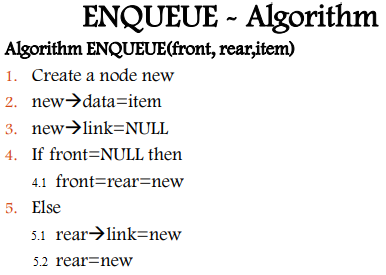 ENQUEUE - Algorithm
Algorithm ENQUEUE(front, rear,item)
1. Create a node new
2. new→data=item
3. new→link=NULL
4. If front=NULL then
4.1 front=rear=new
5. Else
5.1 rear→link=new
5.2 rear=new